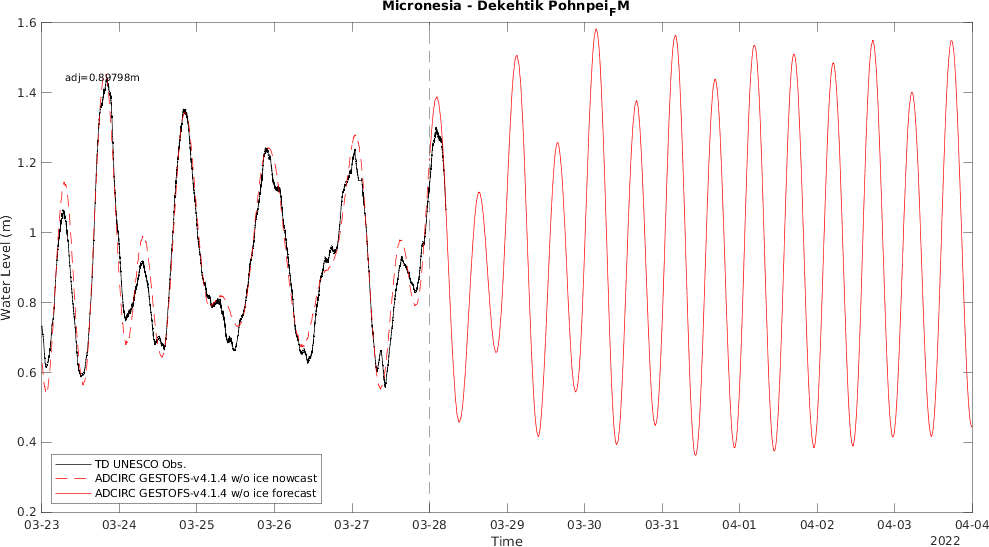 Micronesia - Dekehtik Pohnpei_FM
adj=0.89798m
1.6
1.4
1.2
1
0.8
0.6
0.4
0.2
Water Level (m)
TD UNESCO Obs.
ADCIRC GESTOFS-v4.1.4 w/o ice nowcast
ADCIRC GESTOFS-v4.1.4 w/o ice forecast
03-23 03-24 03-25 03-26 03-27 03-28 03-29 03-30 03-31 04-01 04-02 04-03 04-04
Time
2022